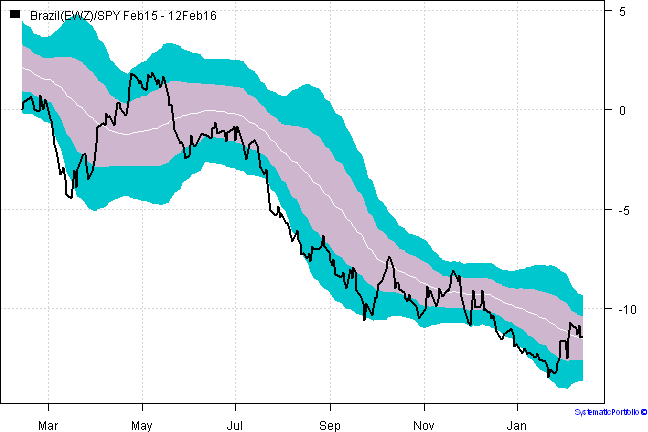 Brazil(EWZ)/SPY Feb15 - 12Feb16
5
0
-5
-10
Mar May Jul Sep Nov Jan
SystematicPortfolio ©